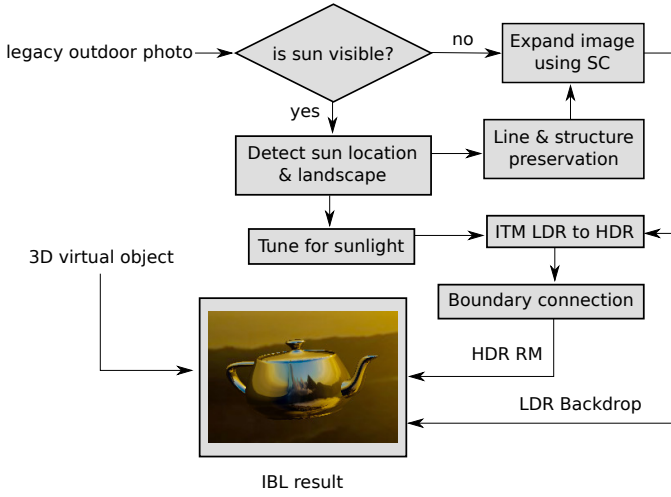 legacy outdoor photo
is sun visible?
no
Expand image
using SC
yes
Detect sun location
& landscape
Line & structure
preservation
Tune for sunlight
ITM LDR to HDR
3D virtual object
Boundary connection
HDR RM
LDR Backdrop
IBL result